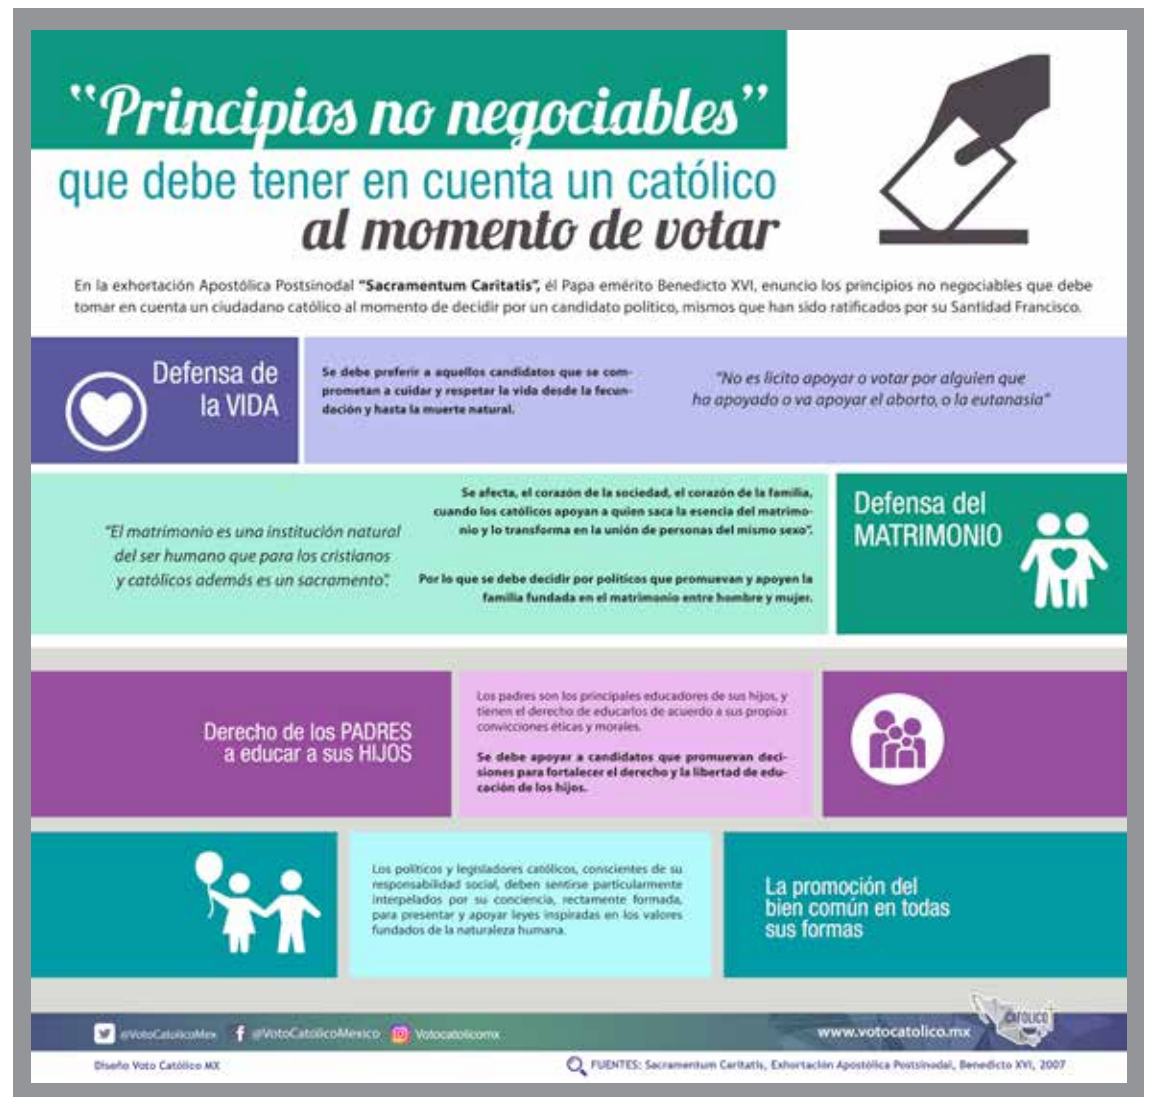 “Principios no negociables”
que debe tener en cuenta un católico
al momento de votar
En la exhortación Apostólica Postsinodal "Sacramentum Caritatis", él Papa emérito Benedicto XVI, enuncio los principios no negociables que debe
tomar en cuenta un ciudadano católico al momento de decidir por un candidato político, mismos que han sido ratificados por su Santidad Francisco.
Defensa de
la VIDA
Se debe preferir a aquellos candidatos que se com-
prometan a cuidar y respetar la vida desde la fecun-
dación y hasta la muerte natural.
"No es licito apoyar o votar por alguien que
ha apoyado o va apoyar el aborto, o la eutanasia"
"El matrimonio es una institución natural
del ser humano que para los cristianos
y católicos además es un sacramento".
Se afecta, el corazón de la sociedad, el corazón de la familia,
cuando los católicos apoyan a quien saca la esencia del matrimo-
nio y lo transforma en la unión de personas del mismo sexo".
Por lo que se debe decidir por políticos que promuevan y apoyen la
familia fundada en el matrimonio entre hombre y mujer.
Defensa del
MATRIMONIO
Derecho de los PADRES
a educar a sus HIJOS
Los padres son los principales educadores de sus hijos, y
tienen el derecho de educarlos de acuerdo a sus propias
convicciones éticas y morales.
Se debe apoyar a candidatos que promuevan deci-
siones para fortalecer el derecho y la libertad de edu-
cación de los hijos.
Los políticos y legisladores católicos, conscientes de su
responsabilidad social, deben sentirse particularmente
interpelados por su conciencia, rectamente formada,
para presentar y apoyar leyes inspiradas en los valores
fundados de la naturaleza humana.
La promoción del
bien común en todas
sus formas
@VotoCatolicoMex @VotoCatólicoMexico Votocatolicomx
www.votocatolico.mx
CATÓLICO
Diseño Voto Católico MX
FUENTES: Sacramentum Caritatis, Exhortación Apostólica Postsinodal, Benedicto XVI, 2007